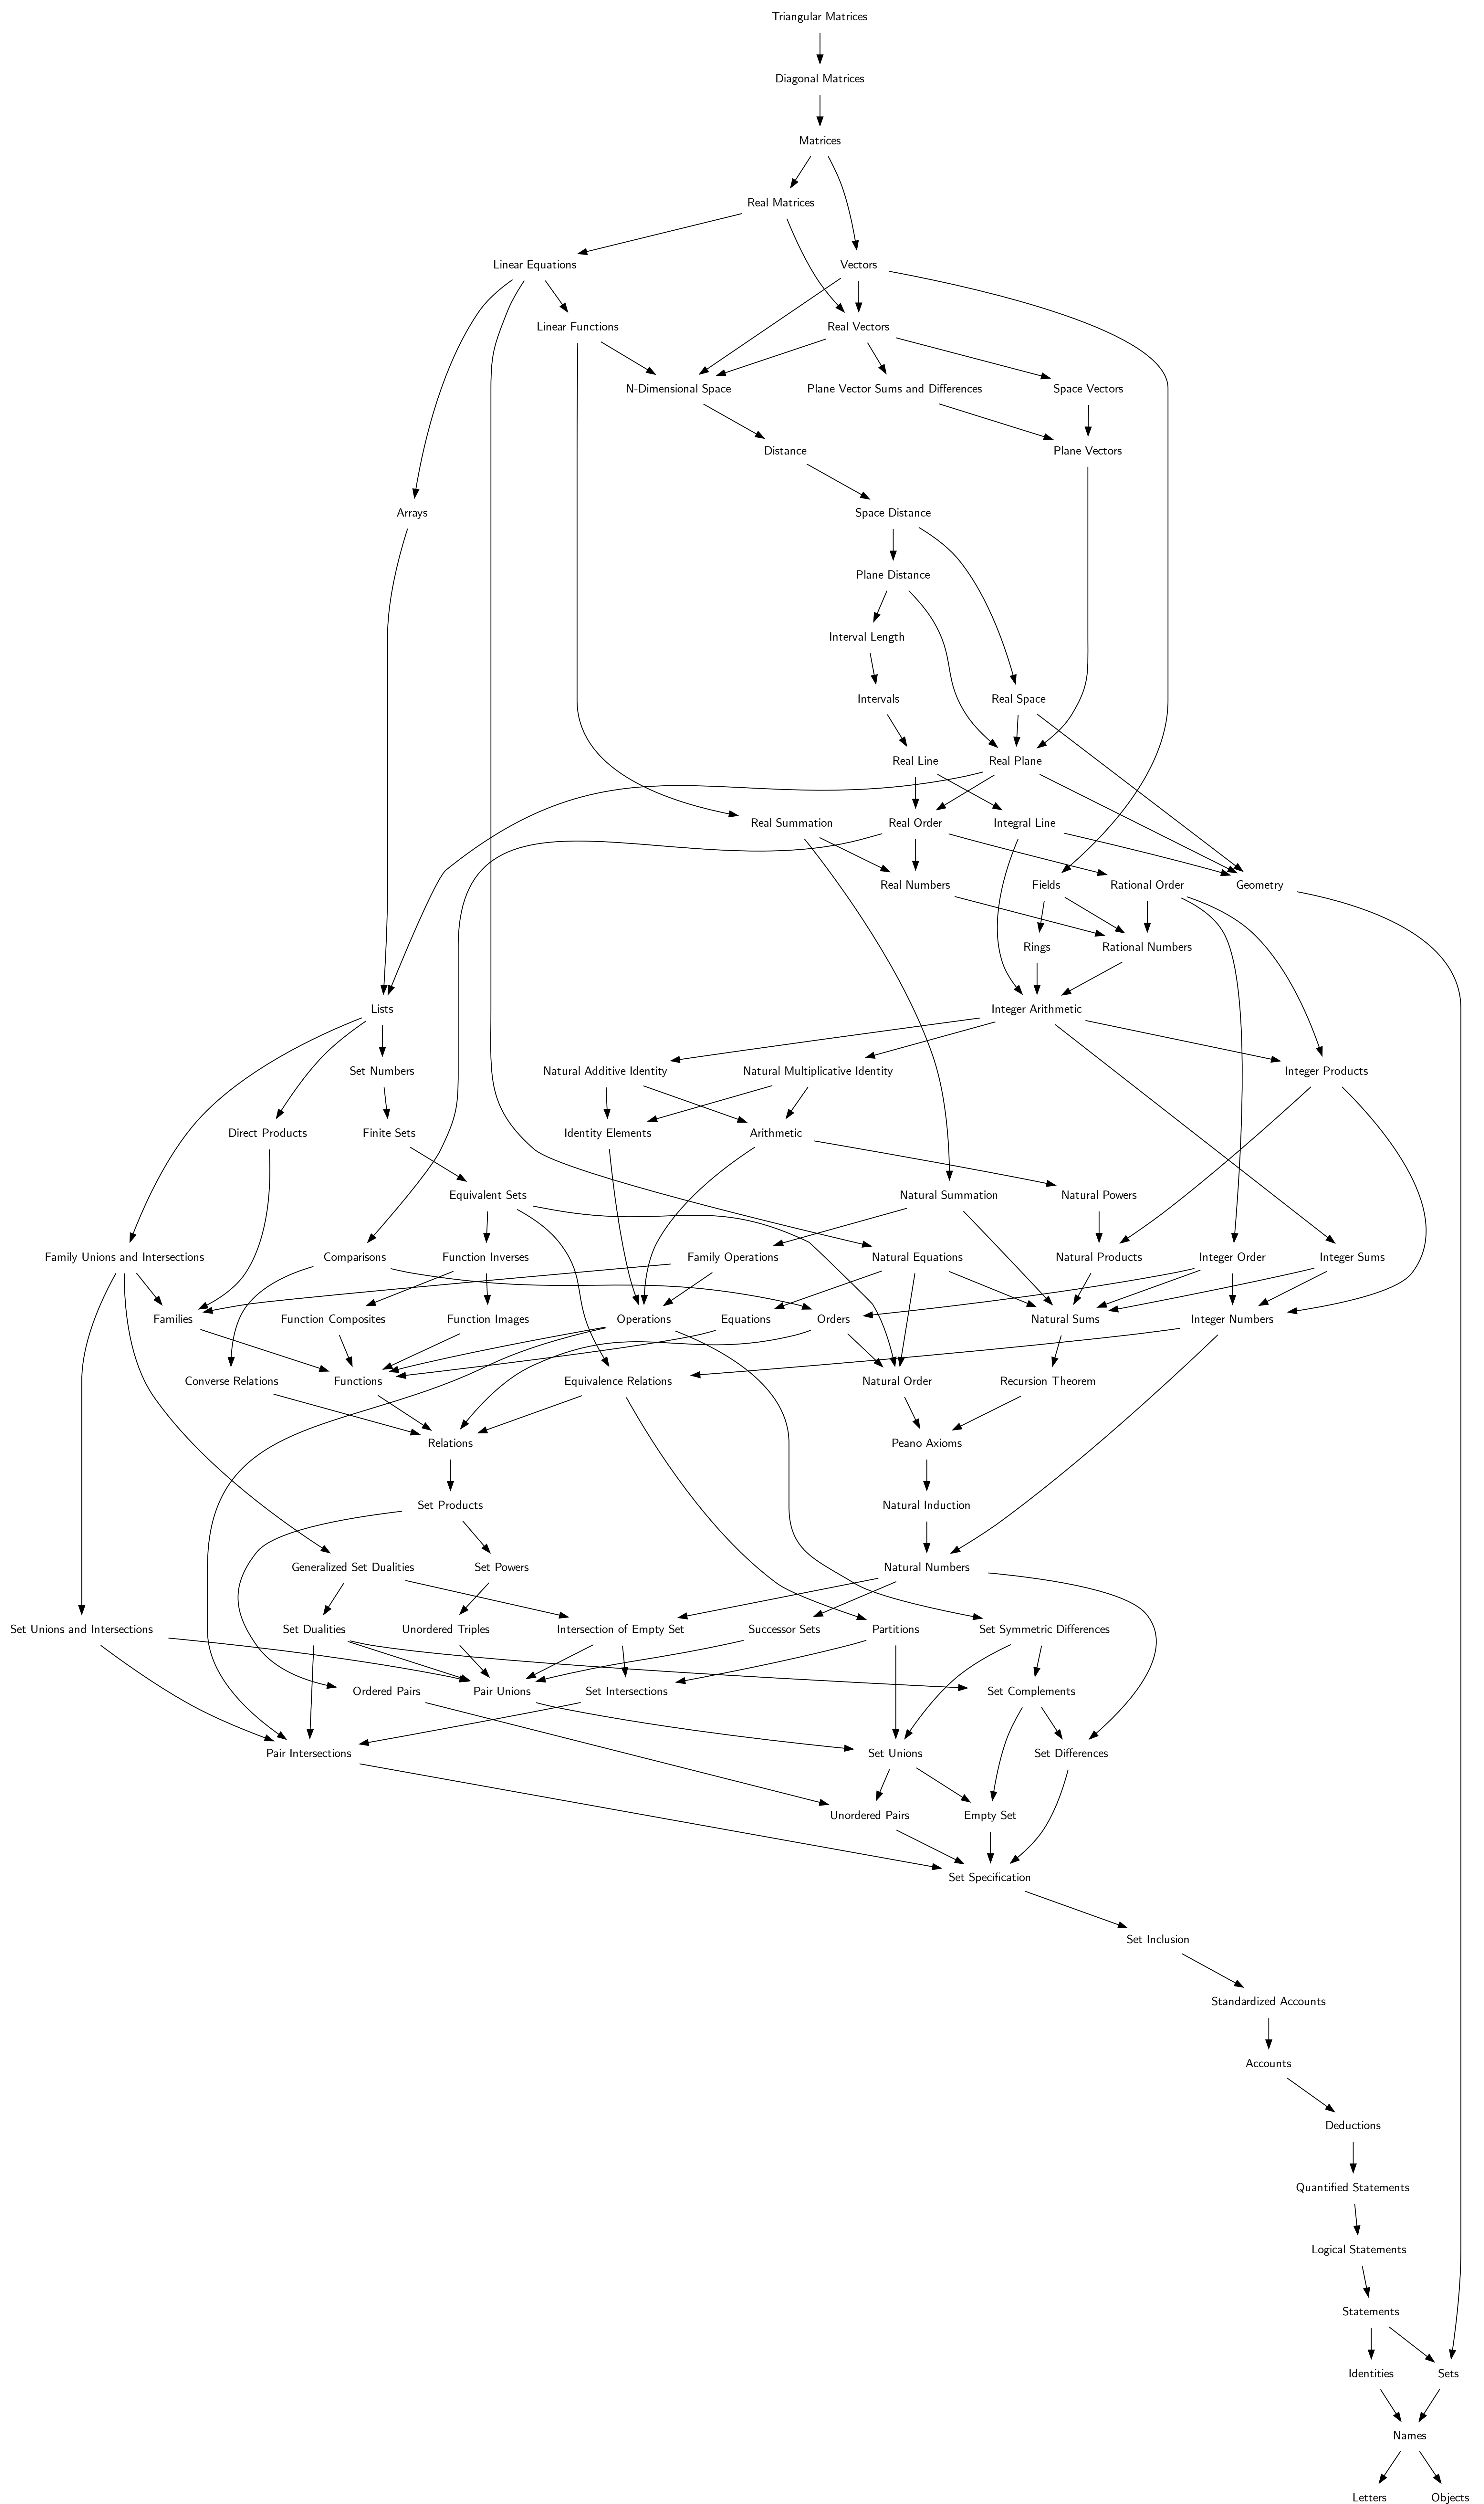 Triangular Matrices
Diagonal Matrices
Matrices
Real Matrices
Linear Equations
Vectors
Linear Functions
Real Vectors
N-Dimensional Space
Plane Vector Sums and Differences
Space Vectors
Distance
Plane Vectors
Arrays
Space Distance
Plane Distance
Interval Length
Intervals
Real Space
Real Line
Real Plane
Real Summation
Real Order
Integral Line
Real Numbers
Fields
Rational Order
Geometry
Rings
Rational Numbers
Lists
Integer Arithmetic
Set Numbers
Natural Additive Identity
Natural Multiplicative Identity
Integer Products
Direct Products
Finite Sets
Identity Elements
Arithmetic
Equivalent Sets
Natural Summation
Natural Powers
Family Unions and Intersections
Comparisons
Function Inverses
Family Operations
Natural Equations
Natural Products
Integer Order
Integer Sums
Families
Function Composites
Function Images
Operations
Equations
Orders
Natural Sums
Integer Numbers
Converse Relations
Functions
Equivalence Relations
Natural Order
Recursion Theorem
Relations
Peano Axioms
Set Products
Natural Induction
Generalized Set Dualities
Set Powers
Natural Numbers
Set Unions and Intersections
Set Dualities
Unordered Triples
Intersection of Empty Set
Successor Sets
Partitions
Set Symmetric Differences
Ordered Pairs
Pair Unions
Set Intersections
Set Complements
Pair Intersections
Set Unions
Set Differences
Unordered Pairs
Empty Set
Set Specification
Set Inclusion
Standardized Accounts
Accounts
Deductions
Quantified Statements
Logical Statements
Statements
Identities
Sets
Names
Letters
Objects